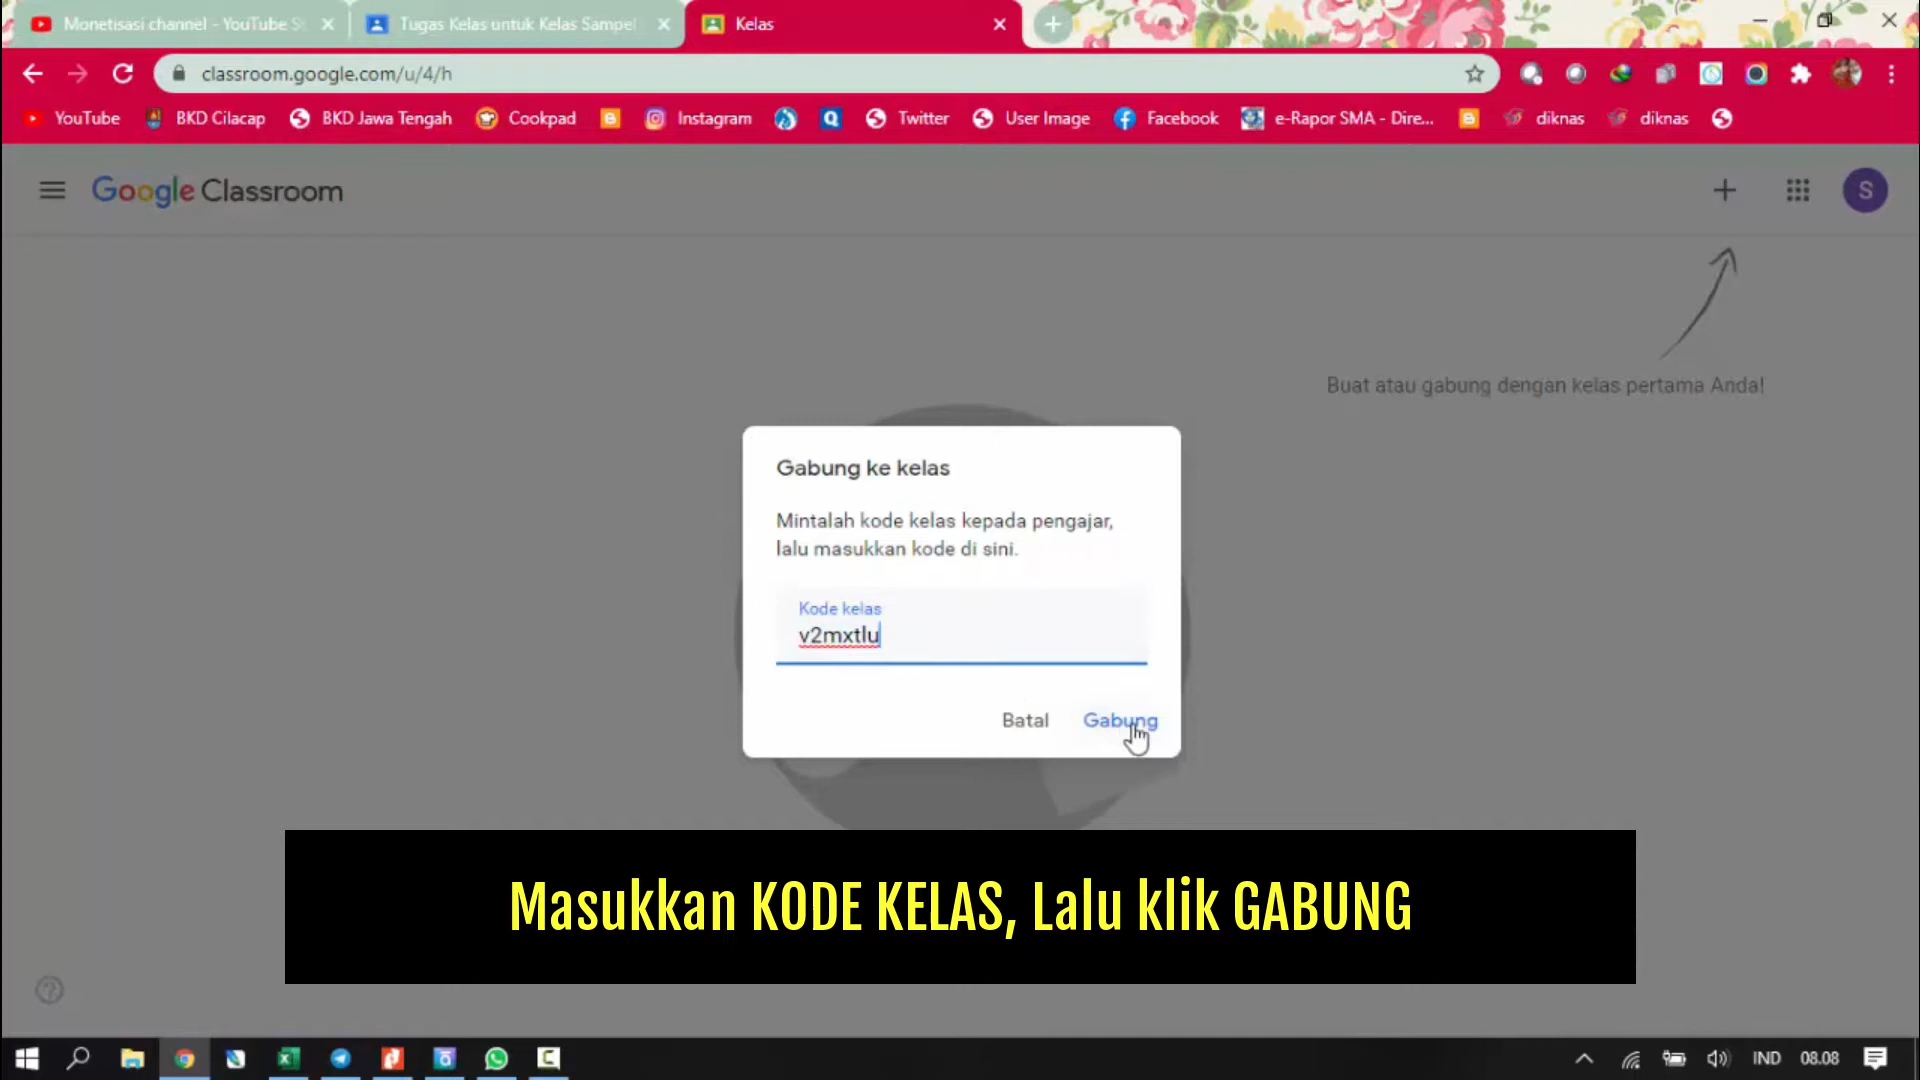 Monetisasi channel - YouTube S
Tugas Kelas untuk Kelas Sampel
Kelas
classroom.google.com/u/4/h
YouTube
BKD Cilacap
BKD Jawa Tengah
Cookpad
Instagram
Twitter
User Image
Facebook
e-Rapor SMA - Dire...
diknas
diknas
Google Classroom
S
Buat atau gabung dengan kelas pertama Anda!
Gabung ke kelas
Mintalah kode kelas kepada pengajar,
lalu masukkan kode di sini.
Kode kelas
v2mxtlu
Batal
Gabung
Masukkan KODE KELAS, Lalu klik GABUNG
IND
08.08